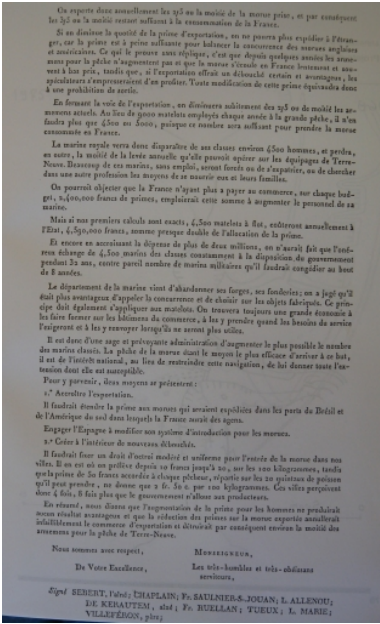 On exporte donc annuellement les 2/5 ou la moitié de la morue prise, et par conséquent
les 3/5 ou la moitié restant suffisent à la consommation de la France.
Si on diminue la quotité de la prime d'exportation, on ne pourra plus expédier à l'étran-
ger, car la prime est à peine suffisante pour balancer la concurrence des morues anglaises
et américaines. Ce qui le prouve sans réplique, c'est que depuis quelques années les arme-
ments pour la pêche n'augmentent pas et que la morue s'écoule en France lentement et sou-
vent à bas prix, tandis que, si l'exportation offrait un débouché certain et avantageux, les
spéculateurs s'empresseraient d'en profiter. Toute modification de cette prime équivaudra donc
à une prohibition de sortie.
En fermant la voie de l'exportation, on diminuera subitement des 2/5 ou de moitié les ar-
memens actuels. Au lieu de 9000 matelots employés chaque année à la grande pêche, il n'en
faudra plus que 4500 ou 5000, puisque ce nombre sera suffisant pour prendre la morue
consommée en France.
La marine royale verra donc disparaître de ses classes environ 4500 hommes, et perdra,
en outre, la moitié de la levée annuelle qu'elle pouvait opérer sur les équipages de Terre-
Neuve. Beaucoup de ces marins, sans emploi, seront forcés ou de s'expatrier, ou de chercher
dans une autre profession les moyens de se nourrir eux et leurs familles.
On pourrait objecter que la France n'ayant plus à payer au commerce, sur chaque bud-
get, 2,400,000 francs de primes, emploierait cette somme à augmenter le personnel de sa
marine.
Mais si nos premiers calculs sont exacts, 4,500 matelots à flot, coûteront annuellement à
l'Etat, 4,590,000 francs, somme presque double de l'allocation de la prime.
Et encore en accroissant la dépense de plus de deux millions, on n'aurait fait que l'oné-
reux échange de 4,500 marins des classes constamment à la disposition du gouvernement
pendant 32 ans, contre pareil nombre de marins militaires qu'il faudrait congédier au bout
de 8 années.
Le département de la marine vient d'abandonner ses forges, ses fonderies; on a jugé qu'il
était plus avantageux d'appeler la concurrence et de choisir sur les objets fabriqués. Ce prin-
cipe doit également s'appliquer aux matelots. On trouvera toujours une grande économie à
les faire former sur les bâtimens du commerce, à les y prendre quand les besoins du service
l'exigeront et à les y renvoyer lorsqu'ils ne seront plus utiles.
Il est donc d'une sage et prévoyante administration d'augmenter le plus possible le nombre
des marins classés. La pêche de la morue étant le moyen le plus efficace d'arriver à ce but,
il est de l'intérêt national, au lieu de restreindre cette navigation, de lui donner toute l'ex-
tension dont elle est susceptible.
Pour y parvenir, deux moyens se présentent :
1.° Accroître l'exportation.
Il faudrait étendre la prime aux morues qui seraient expédiées dans les ports du Brésil et
de l'Amérique du sud dans lesquels la France aurait des agens.
Engager l'Espagne à modifier son système d'introduction pour les morues.
2.° Créer à l'intérieur de nouveaux débouchés.
Il faudrait fixer un droit d'octroi modéré et uniforme pour l'entrée de la morue dans nos
villes. Il en est où on prélève depuis 10 francs jusqu'à 20, sur les 100 kilogrammes, tandis
que la prime de 50 francs accordée à chaque pêcheur, répartie sur les 20 quintaux de poisson
qu'il peut prendre, ne donne que 2 fr. 50 c. par 100 kilogrammes. Ces villes perçoivent
donc 4 fois, 8 fois plus que le gouvernement n'alloue aux producteurs.
En résumé, nous disons que l'augmentation de la prime pour les hommes ne produirait
aucun résultat avantageux et que la réduction des primes sur la morue exportée annullerait
infailliblement le commerce d'exportation et détruirait par conséquent environ la moitié des
armemens pour la pêche de Terre-Neuve.
Nous sommes avec respect,
MONSEIGNEUR,
De Votre Excellence,
Les très-humbles et très-obéissans
serviteurs,
Signé SEBERT, l'aîné; CHAPLAIN; Fr. SAULNIER-S-JOUAN; L. ALLENOU;
DE KERAUTEM, aîné; Fr. RUELLAN; TUEUX; L. MARIE;
VILLEFÉRON, père;